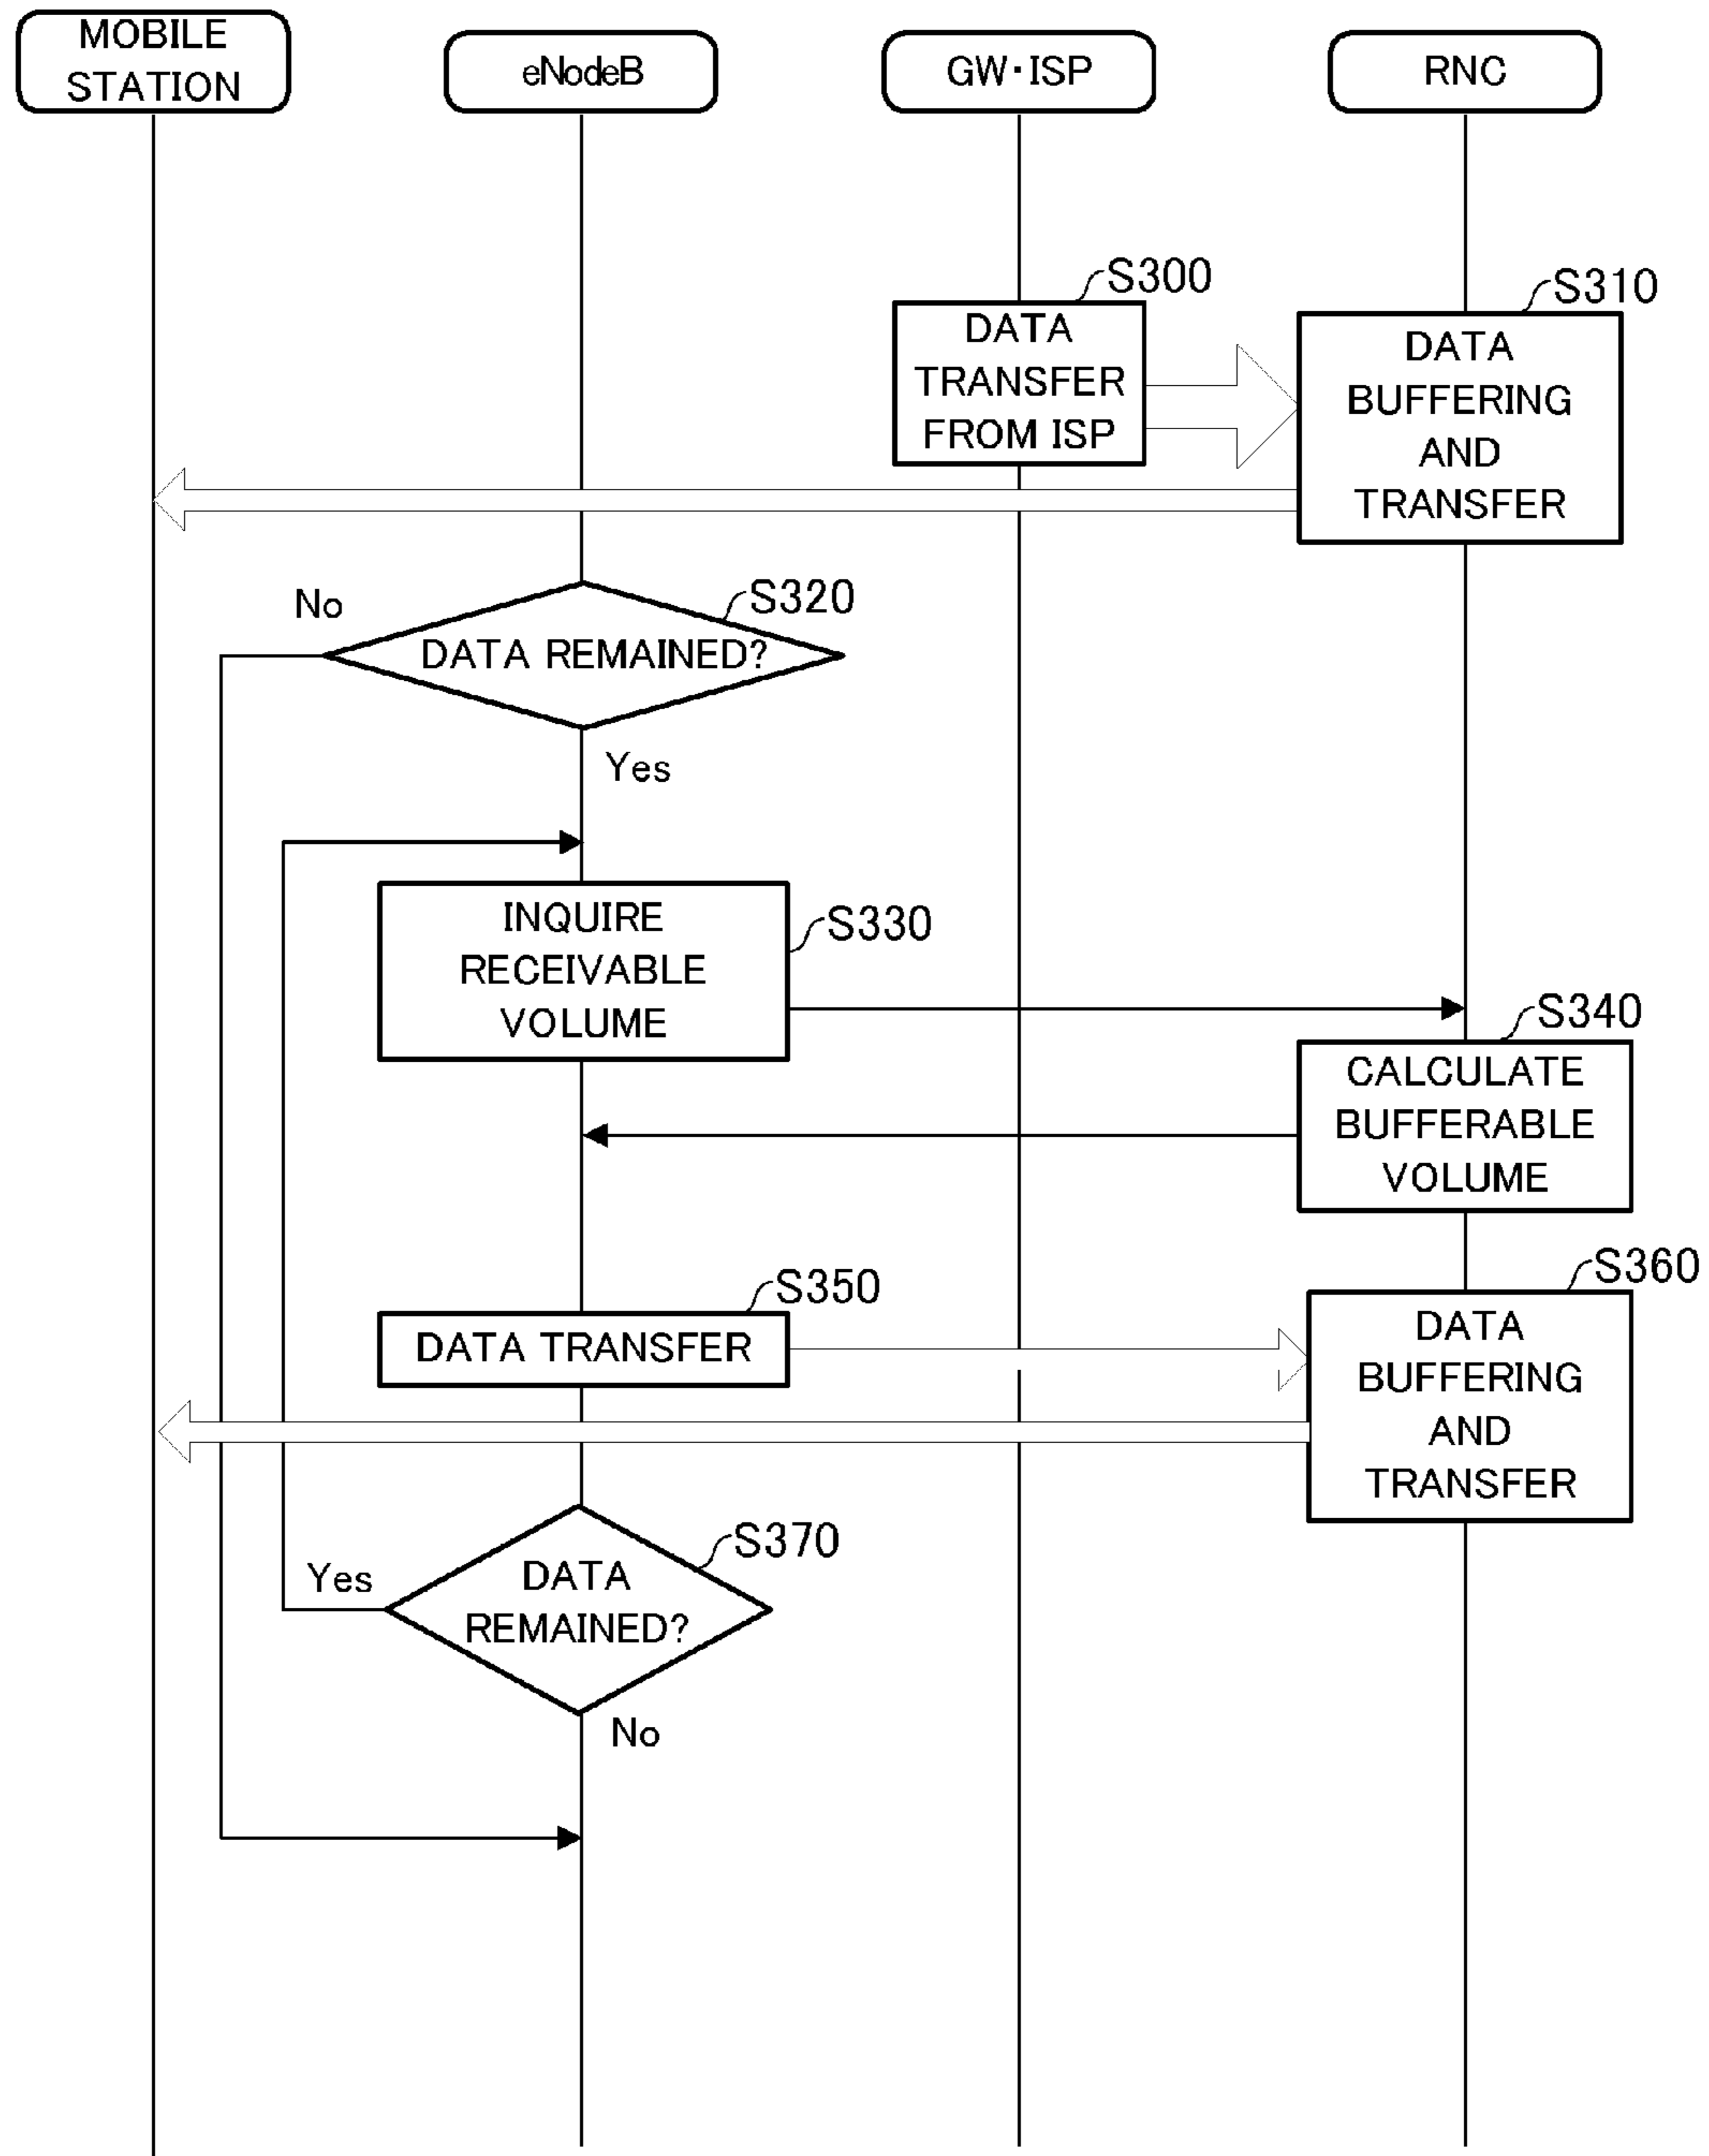 MOBILE
STATION
eNodeB
GW·ISP
RNC
S300
DATA
TRANSFER
FROM ISP
S310
DATA
BUFFERING
AND
TRANSFER
No
S320
DATA REMAINED?
Yes
INQUIRE
RECEIVABLE
VOLUME
S330
S340
CALCULATE
BUFFERABLE
VOLUME
S350
DATA TRANSFER
S360
DATA
BUFFERING
AND
TRANSFER
S370
Yes
DATA
REMAINED?
No